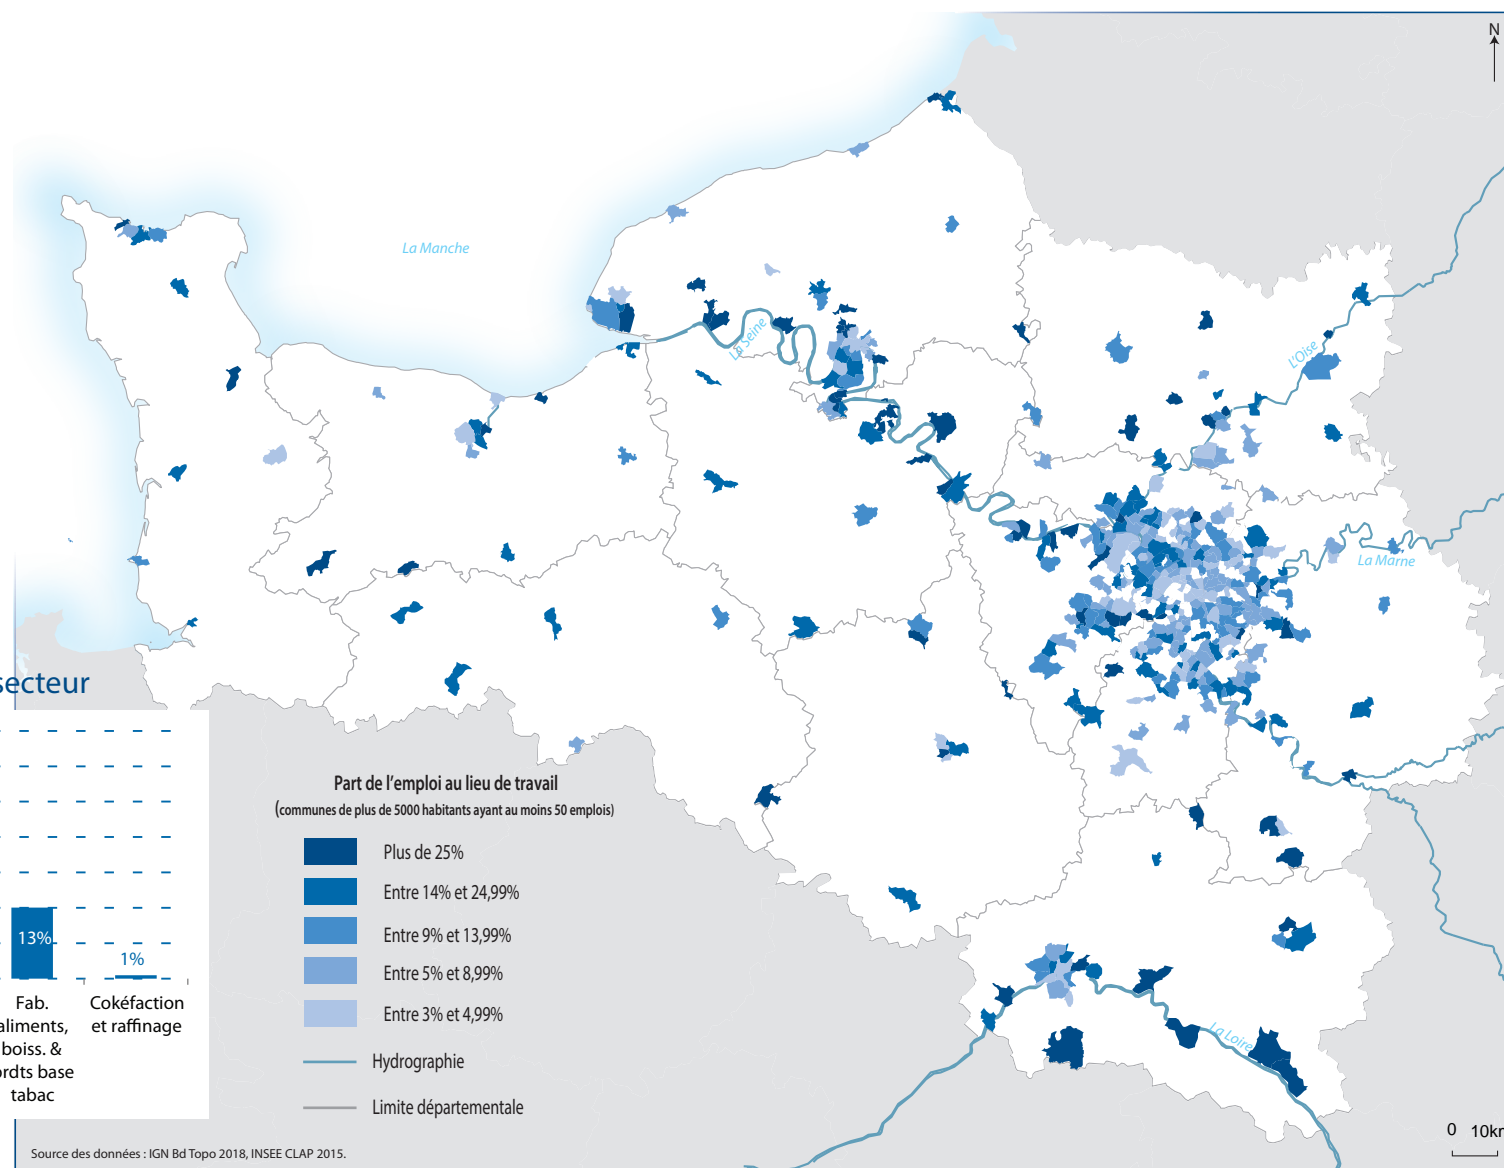 N
La Manche
La Seine
L'Oise
La Marne
secteur
Part de l'emploi au lieu de travail
(communes de plus de 5000 habitants ayant au moins 50 emplois)
Plus de 25%
Entre 14% et 24,99%
Entre 9% et 13,99%
Entre 5% et 8,99%
Entre 3% et 4,99%
Hydrographie
Limite départementale
13%
1%
Fab.
aliments,
boiss. &
ordts base
tabac
Cokéfaction
et raffinage
La Loire
0 10km
Source des données : IGN Bd Topo 2018, INSEE CLAP 2015.